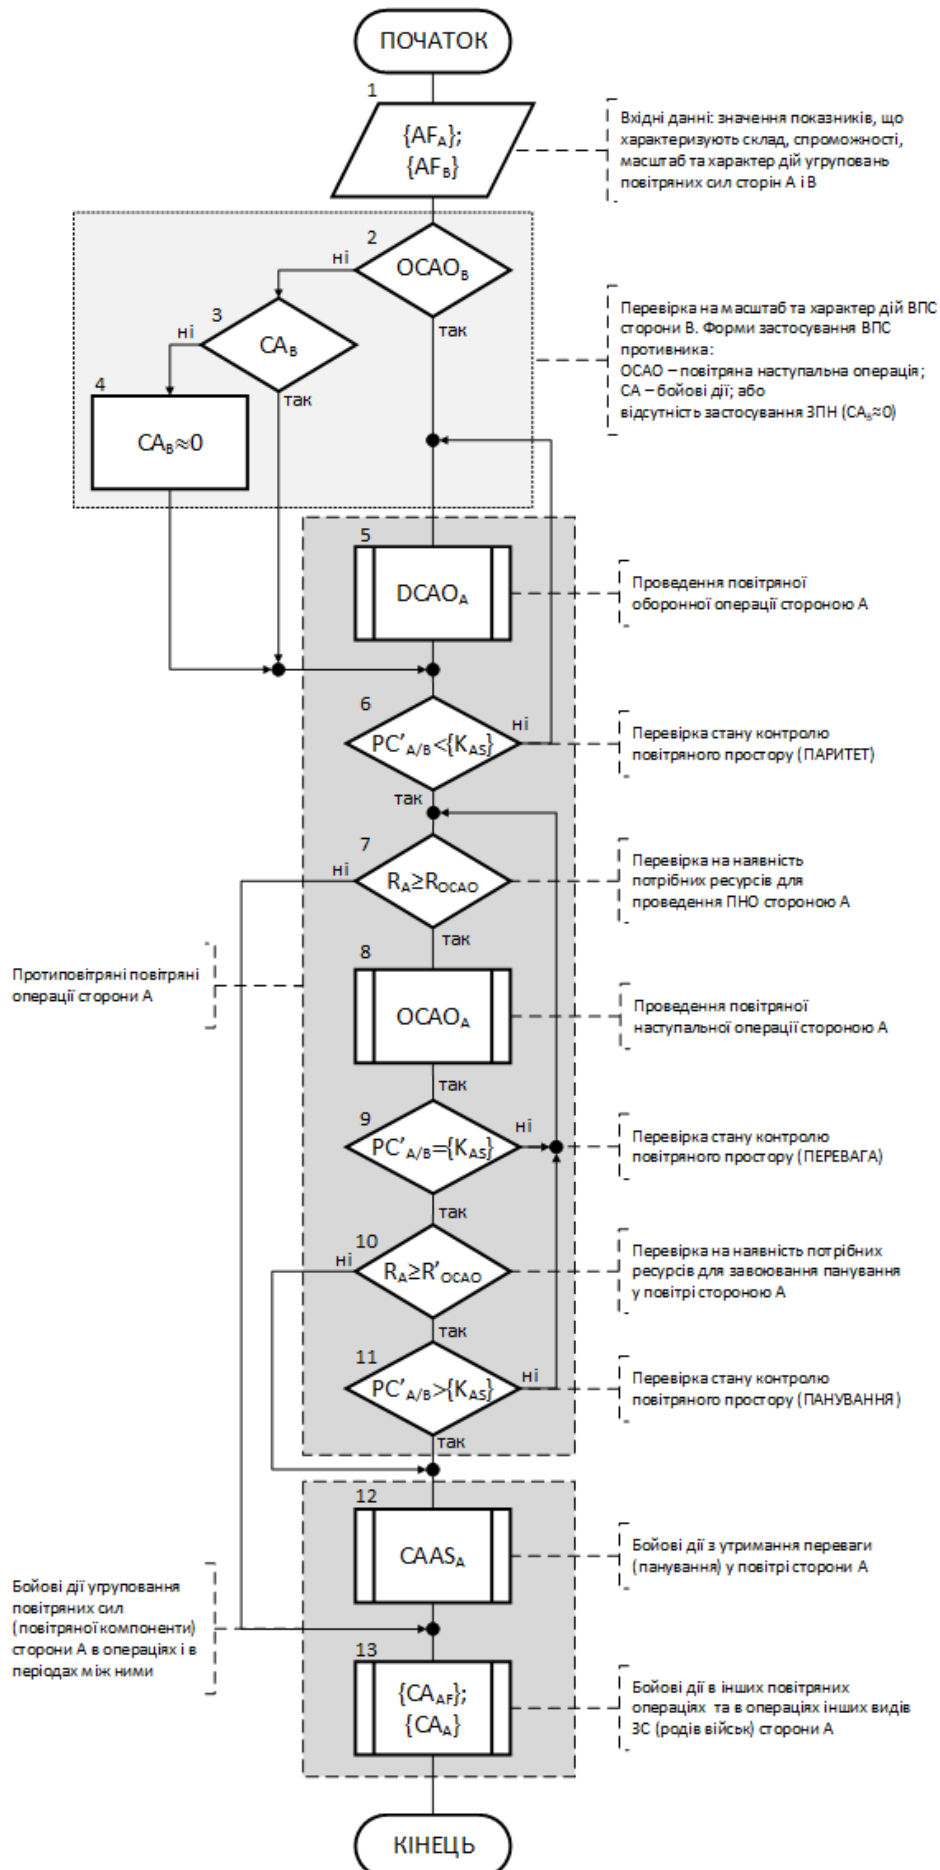 ПОЧАТОК
1
{AF_A};
{AF_B}
Вхідні данні: значення показників, що
характеризують склад, спроможності,
масштаб та характер дій угруповань
повітряних сил сторін А і В
2
OCAO_B
ні
так
3
CA_B
ні
так
4
CA_B≈0
Перевірка на масштаб та характер дій ВПС
сторони В. Форми застосування ВПС
противника:
ОСАО – повітряна наступальна операція;
СА – бойові дії; або
відсутність застосування ЗПН (СА_В≈0)
5
DCAO_A
Проведення повітряної
оборонної операції стороною А
6
PC′_A/B<{K_AS}
ні
так
Перевірка стану контролю
повітряного простору (ПАРИТЕТ)
7
R_A≥R_OCAO
ні
так
Перевірка на наявність
потрібних ресурсів для
проведення ПНО стороною А
Протиповітряні повітряні
операції сторони А
8
OCAO_A
так
Проведення повітряної
наступальної операції стороною А
9
PC′_A/B={K_AS}
ні
так
Перевірка стану контролю
повітряного простору (ПЕРЕВАГА)
10
R_A≥R′_OCAO
ні
так
Перевірка на наявність потрібних
ресурсів для завоювання панування
у повітрі стороною А
11
PC′_A/B>{K_AS}
ні
так
Перевірка стану контролю
повітряного простору (ПАНУВАННЯ)
12
CAAS_A
Бойові дії з утримання переваги
(панування) у повітрі сторони А
Бойові дії угруповання
повітряних сил
(повітряної компоненти)
сторони А в операціях і в
періодах між ними
13
{CA_AF};
{CA_A}
Бойові дії в інших повітряних
операціях та в операціях інших видів
ЗС (родів військ) сторони А
КІНЕЦЬ